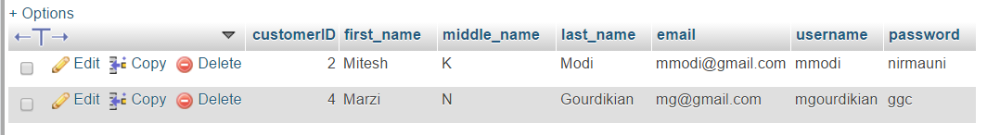 + Options
←T→ customerID first_name middle_name last_name email username password
Edit Copy Delete 2 Mitesh K Modi mmodi@gmail.com mmodi nirmauni
Edit Copy Delete 4 Marzi N Gourdikian mg@gmail.com mgourdikian ggc